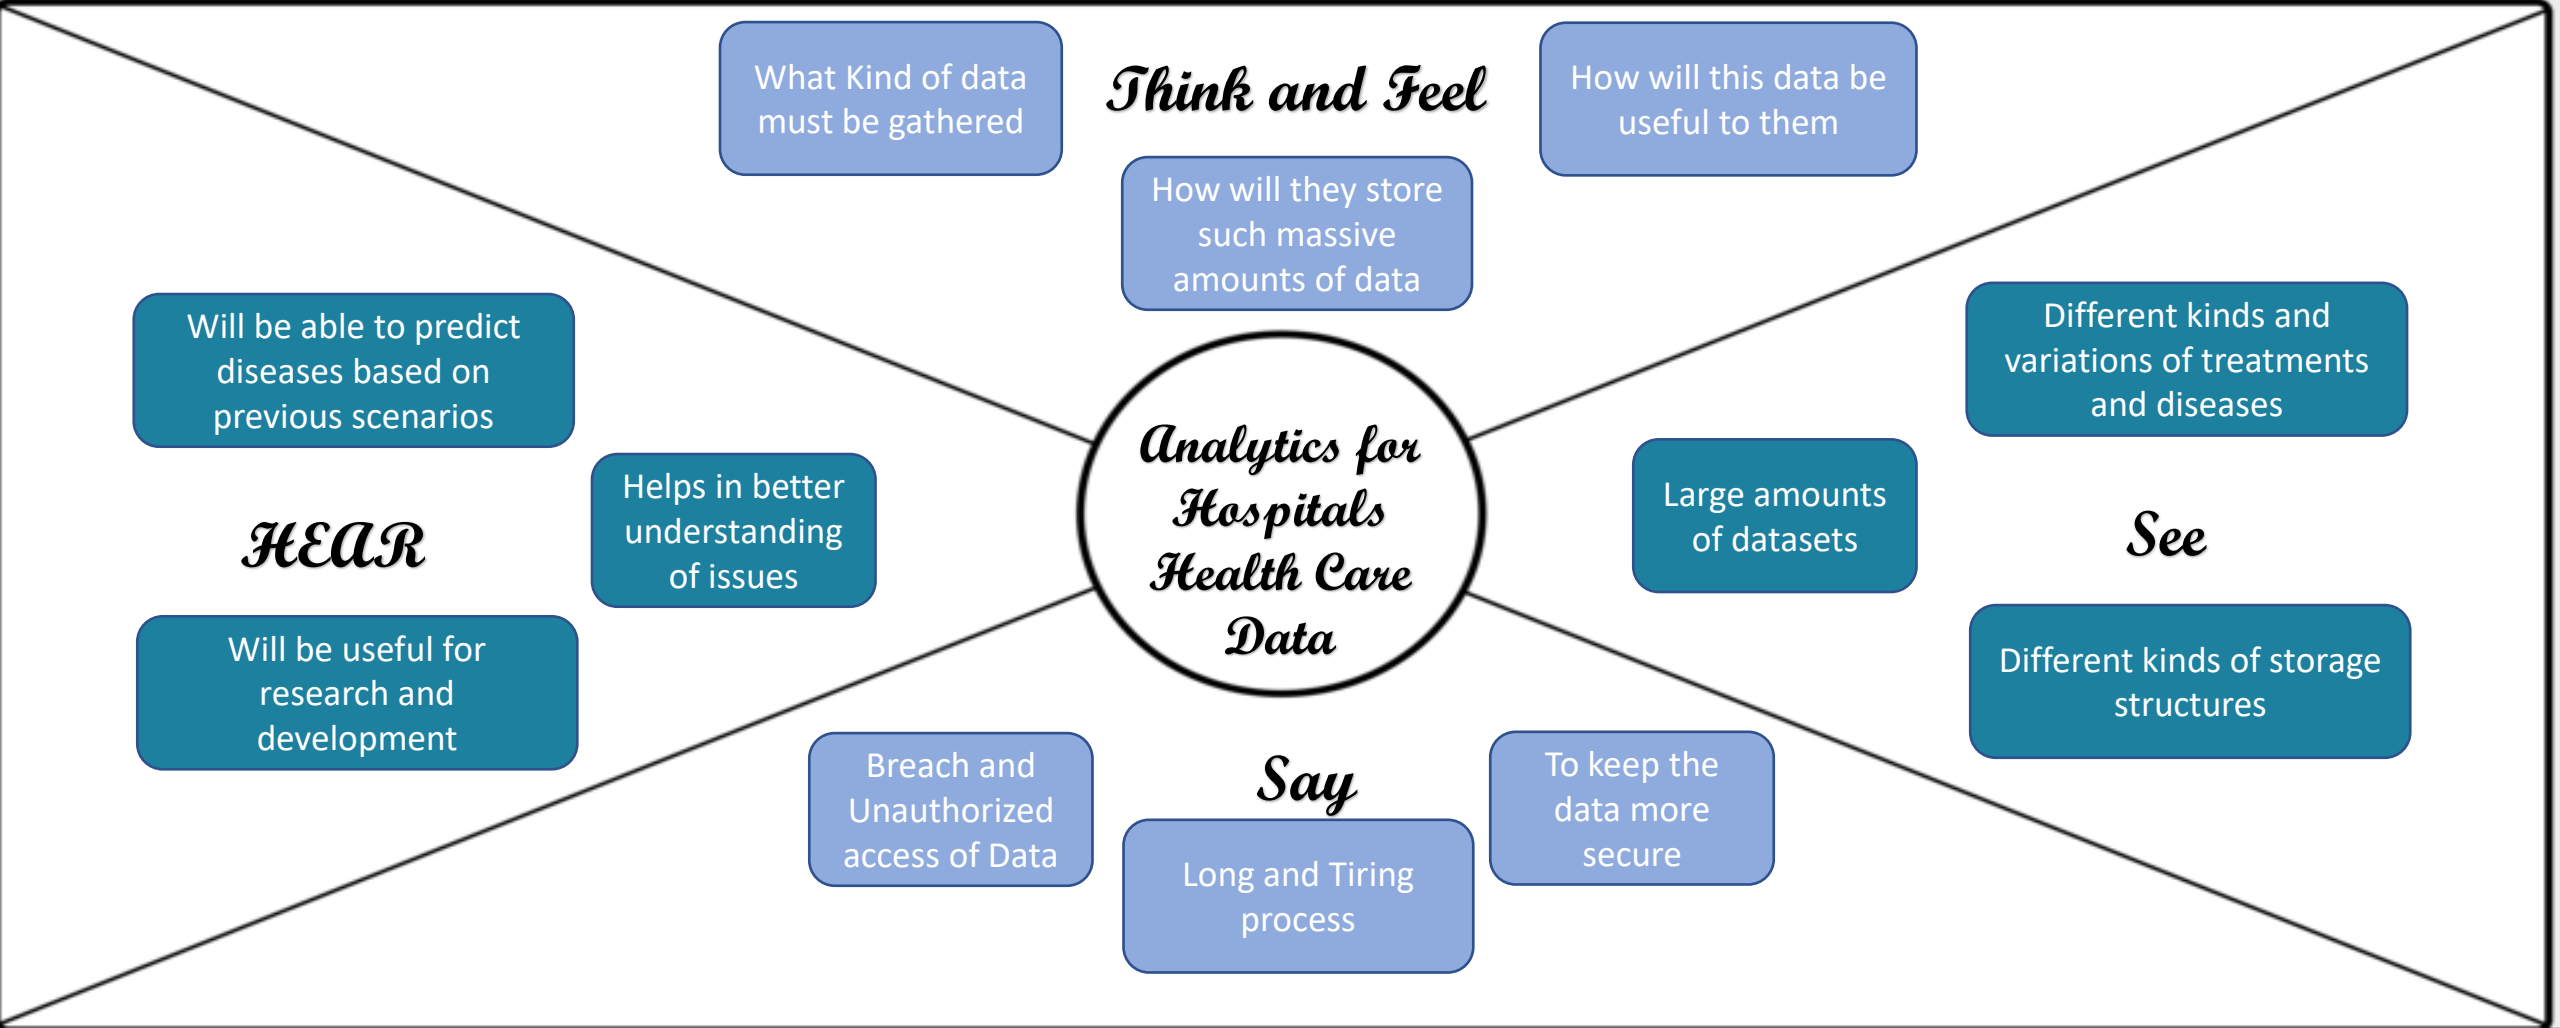 What Kind of data
must be gathered
Think and Feel
How will this data be
useful to them
How will they store
such massive
amounts of data
Will be able to predict
diseases based on
previous scenarios
Helps in better
understanding
of issues
HEAR
Will be useful for
research and
development
Analytics for
Hospitals
Health Care
Data
Different kinds and
variations of treatments
and diseases
Large amounts
of datasets
See
Different kinds of storage
structures
Say
Breach and
Unauthorized
access of Data
Long and Tiring
process
To keep the
data more
secure